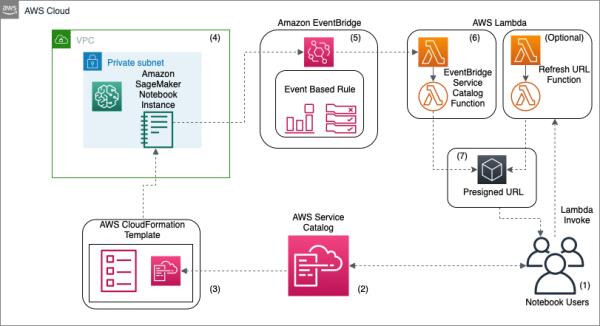 aws
AWS Cloud
VPC
(4)
Private subnet
Amazon
SageMaker
Notebook
Instance
Amazon EventBridge
(5)
Event Based Rule
AWS Lambda
(6)
EventBridge
Service
Catalog
Function
(Optional)
Refresh URL
Function
(7)
Presigned URL
Lambda
Invoke
AWS CloudFormation
Template
(3)
AWS Service
Catalog
(2)
(1)
Notebook Users